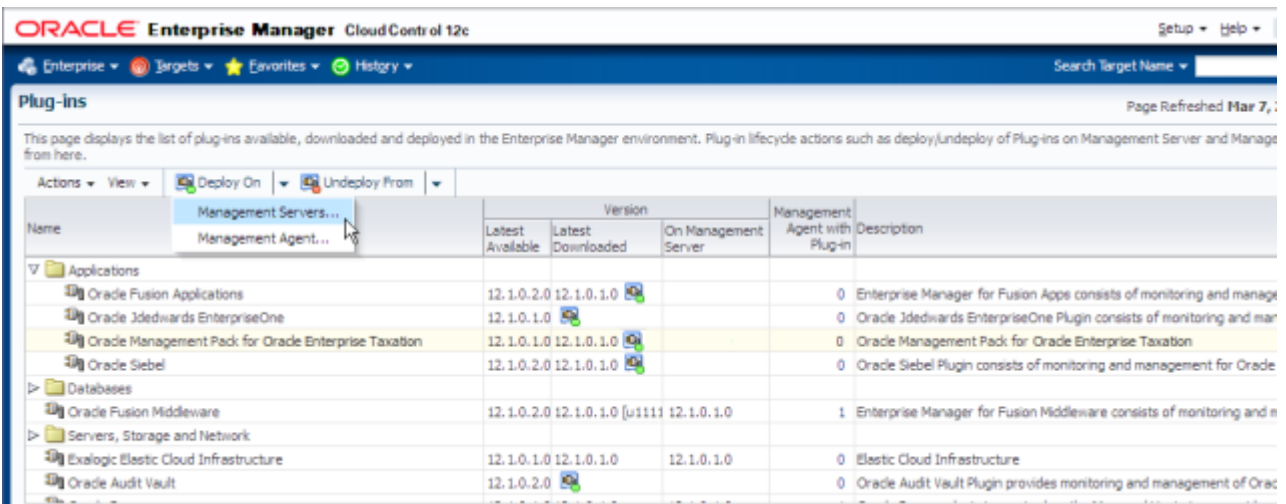 ORACLE Enterprise Manager Cloud Control 12c
Setup Help
Enterprise Targets Favorites History Search Target Name
Plug-ins
Page Refreshed Mar 7,
This page displays the list of plug-ins available, downloaded and deployed in the Enterprise Manager environment. Plug-in lifecycle actions such as deploy/undeploy of Plug-ins on Management Server and Manage
from here.
Actions View Deploy On Undeploy From
Management Servers...
Management Agent...
Name
Version
Latest Available
Latest Downloaded
On Management Server
Management Agent with Plug-in
Description
Applications
Oracle Fusion Applications 12.1.0.2.0 12.1.0.1.0 0 Enterprise Manager for Fusion Apps consists of monitoring and manage
Oracle Jdedwards EnterpriseOne 12.1.0.1.0 0 Oracle Jdedwards EnterpriseOne Plugin consists of monitoring and man
Oracle Management Pack for Oracle Enterprise Taxation 12.1.0.1.0 12.1.0.1.0 0 Oracle Management Pack for Oracle Enterprise Taxation
Oracle Siebel 12.1.0.2.0 12.1.0.1.0 0 Oracle Siebel Plugin consists of monitoring and management for Oracle
Databases
Oracle Fusion Middleware 12.1.0.2.0 12.1.0.1.0 [u1111 12.1.0.1.0 1 Enterprise Manager for Fusion Middleware consists of monitoring and m
Servers, Storage and Network
Exalogic Elastic Cloud Infrastructure 12.1.0.1.0 12.1.0.1.0 12.1.0.1.0 0 Elastic Cloud Infrastructure
Oracle Audit Vault 12.1.0.2.0 0 Oracle Audit Vault Plugin provides monitoring and management of Orac